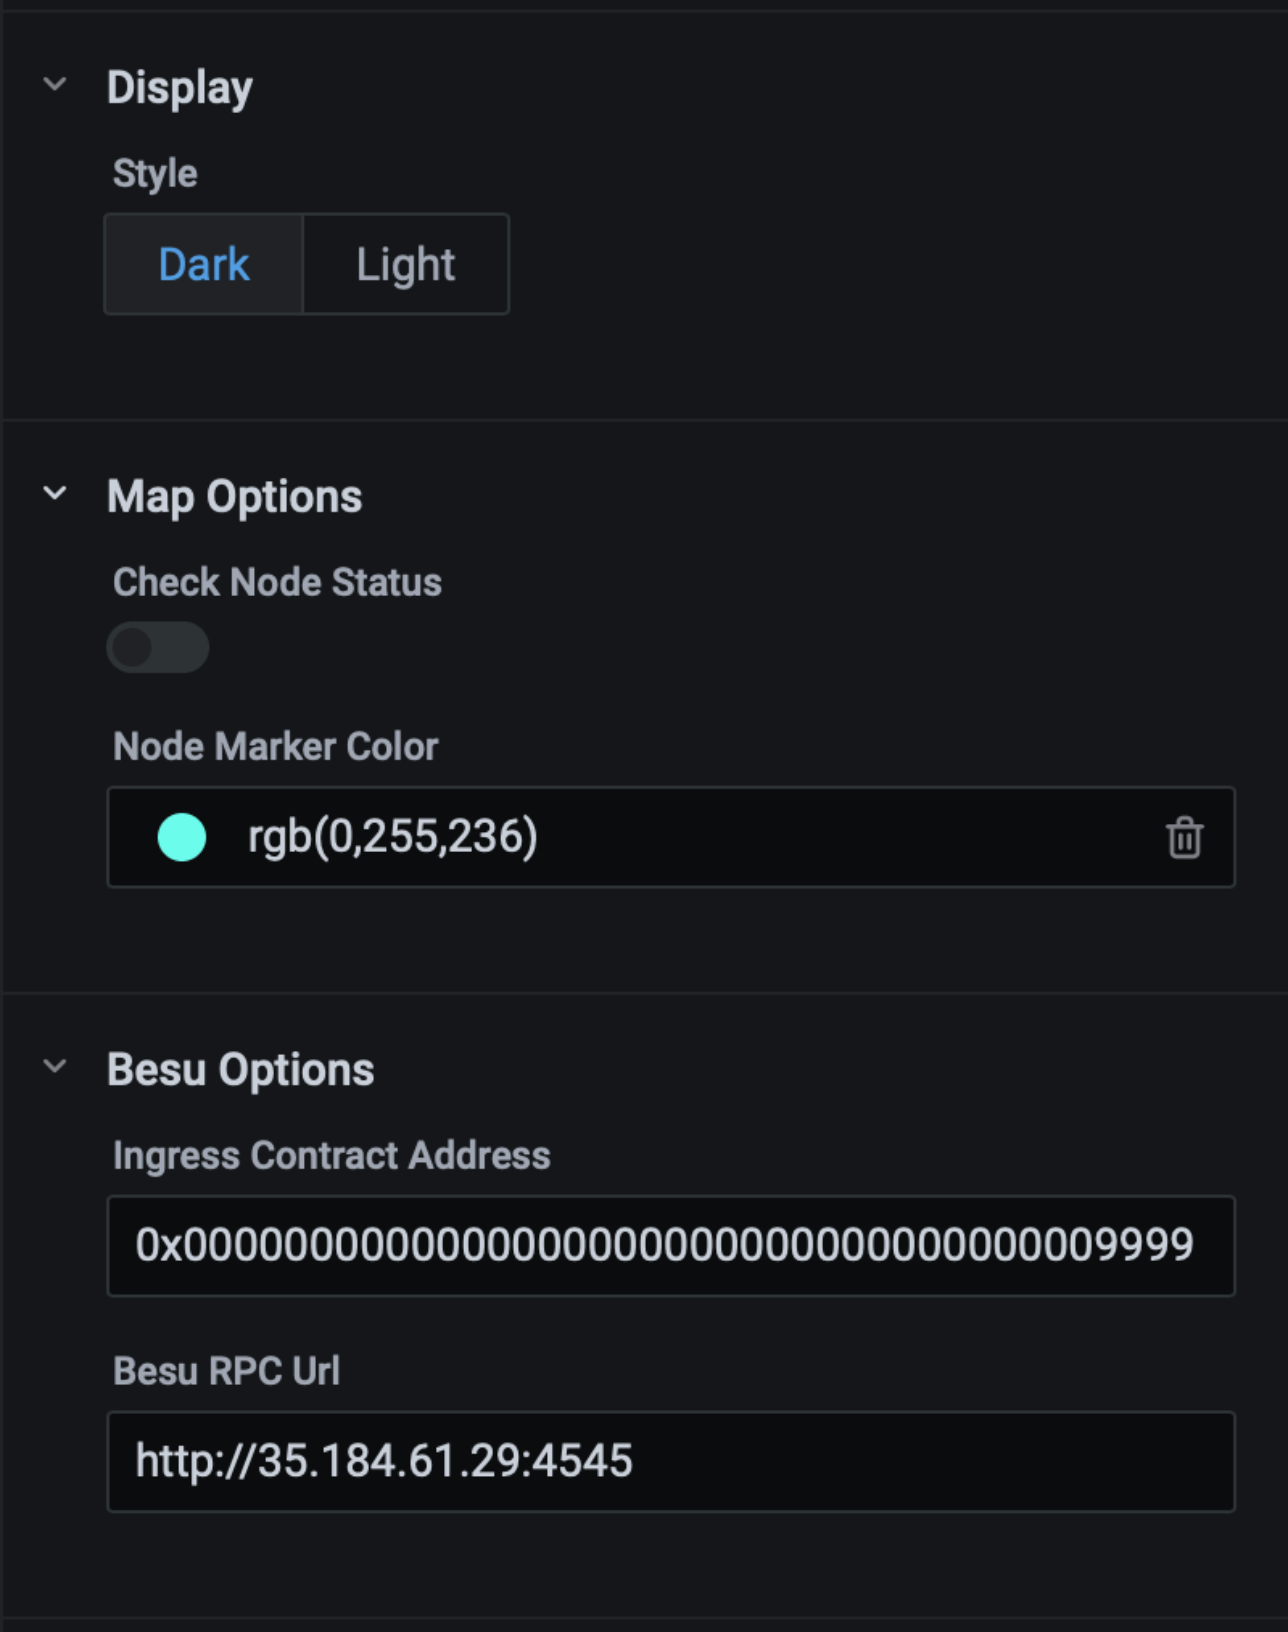 Display
Style
Dark Light
Map Options
Check Node Status
Node Marker Color
rgb(0,255,236)
Besu Options
Ingress Contract Address
0x0000000000000000000000000000000000009999
Besu RPC Url
http://35.184.61.29:4545